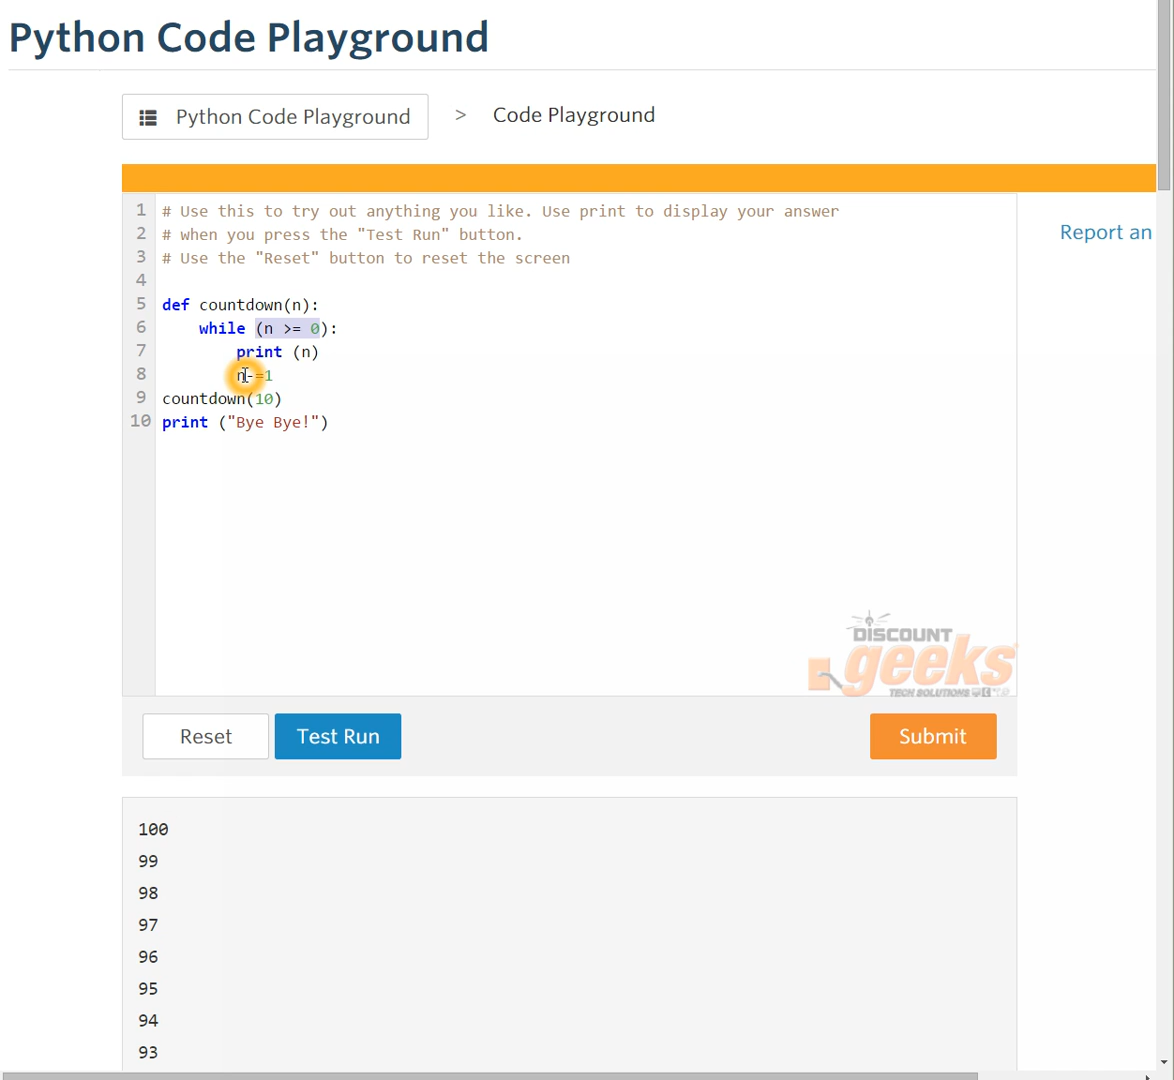 Python Code Playground
Python Code Playground > Code Playground
1 # Use this to try out anything you like. Use print to display your answer
2 # when you press the "Test Run" button.
3 # Use the "Reset" button to reset the screen
Report an
4
5 def countdown(n):
6     while (n >= 0):
7         print (n)
8         n-=1
9 countdown(10)
10 print ("Bye Bye!")
DISCOUNT
geeks
TECH SOLUTIONS
Reset Test Run Submit
100
99
98
97
96
95
94
93